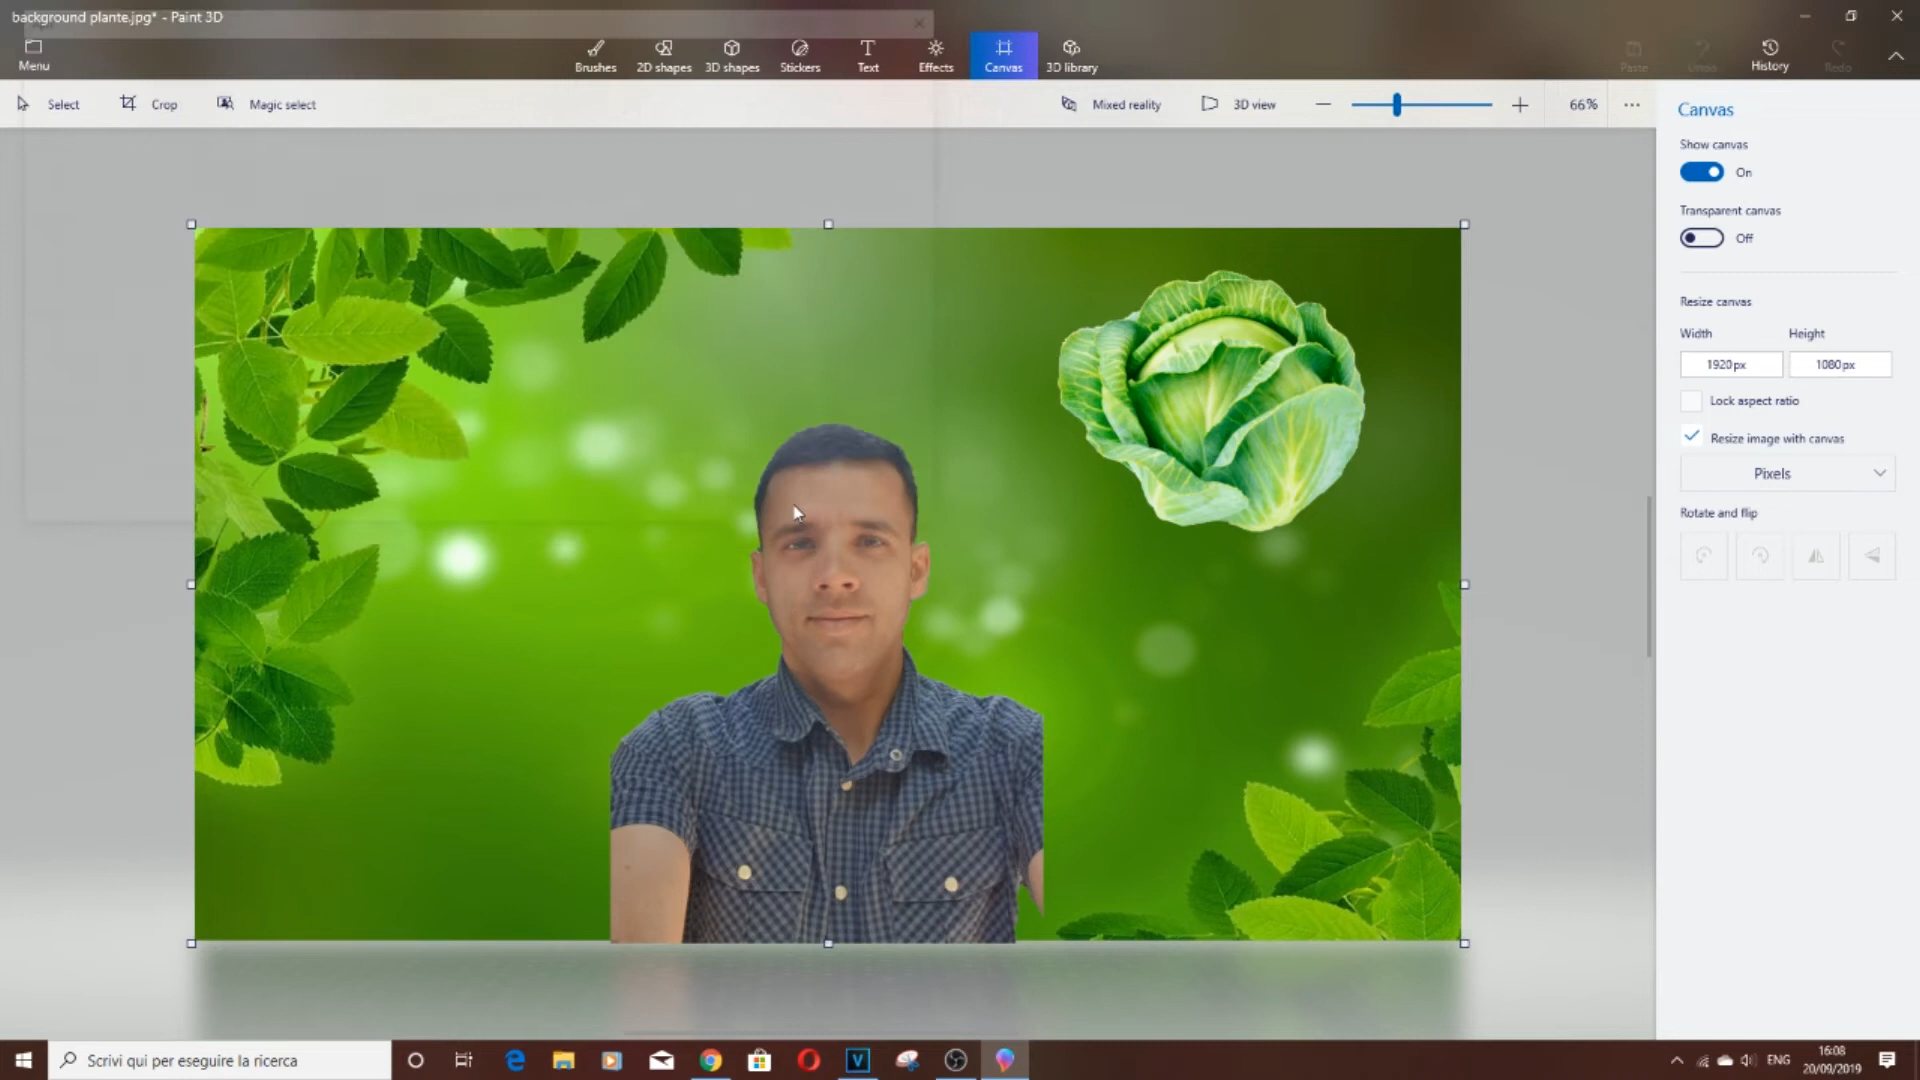 background plante.jpg* - Paint 3D
Menu
Brushes
2D shapes
3D shapes
Stickers
Text
Effects
Canvas
3D library
Paste
Undo
History
Redo
Select
Crop
Magic select
Mixed reality
3D view
66%
Canvas
Show canvas
On
Transparent canvas
Off
Resize canvas
Width Height
1920px 1080px
Lock aspect ratio
Resize image with canvas
Pixels
Rotate and flip
Scrivi qui per eseguire la ricerca
V
ENG
16:08
20/09/2019